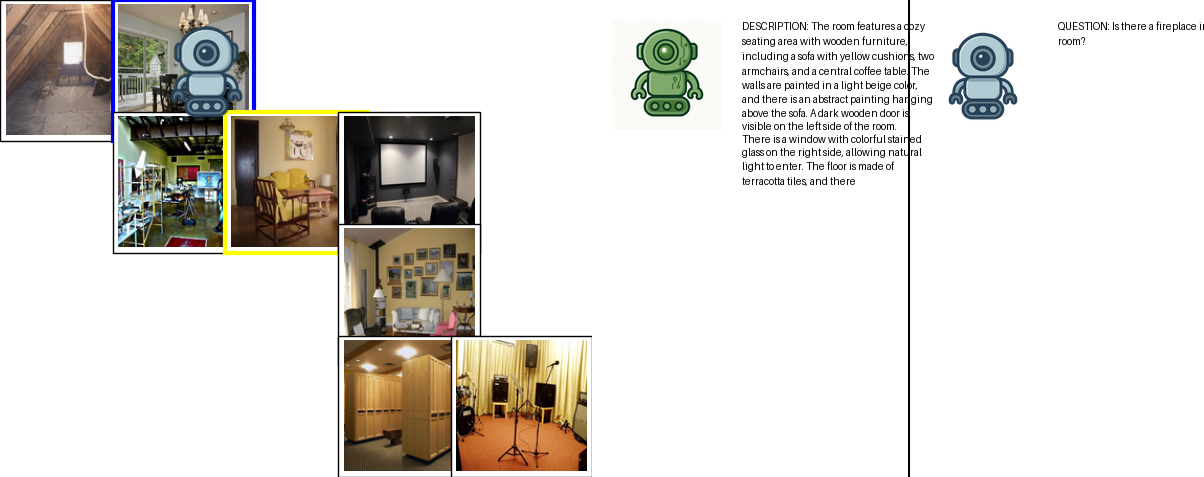 DESCRIPTION: The room features a cozy
seating area with wooden furniture,
including a sofa with yellow cushions, two
armchairs, and a central coffee table. The
walls are painted in a light beige color,
and there is an abstract painting hanging
above the sofa. A dark wooden door is
visible on the left side of the room.
There is a window with colorful stained
glass on the right side, allowing natural
light to enter. The floor is made of
terracotta tiles, and there
QUESTION: Is there a fireplace
room?